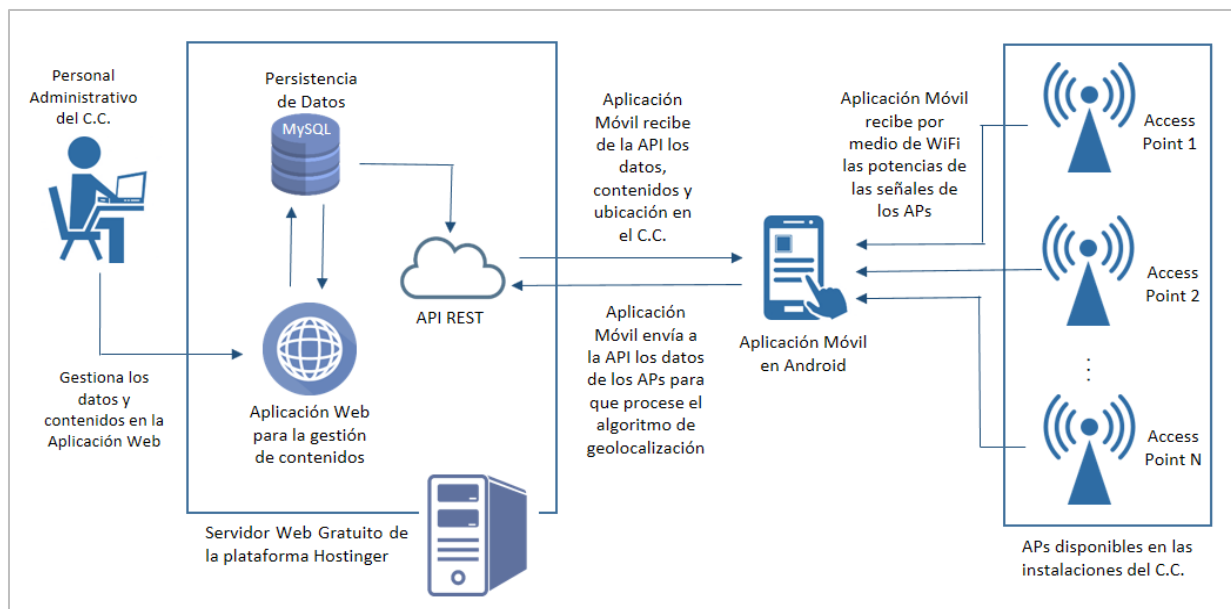 Personal
Administrativo
del C.C.
Gestiona los
datos y
contenidos en la
Aplicación Web
Persistencia
de Datos
MySQL
API REST
Aplicación Web
para la gestión
de contenidos
Servidor Web Gratuito de
la plataforma Hostinger
Aplicación
Móvil recibe
de la API los
datos,
contenidos y
ubicación en
el C.C.
Aplicación
Móvil envía a
la API los datos
de los APs para
que procese el
algoritmo de
geolocalización
Aplicación Móvil
recibe por
medio de WiFi
las potencias de
las señales de
los APs
Aplicación Móvil
en Android
Access
Point 1
Access
Point 2
⋮
Access
Point N
APs disponibles en las
instalaciones del C.C.